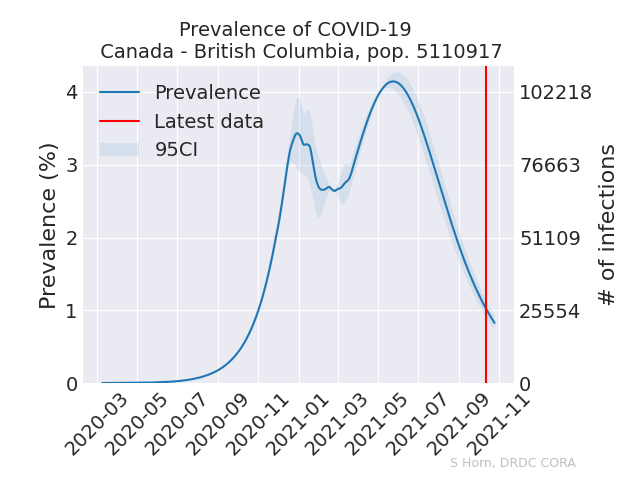 Prevalence of COVID-19
Canada - British Columbia, pop. 5110917
Prevalence
Latest data
95CI
Prevalence (%)
4
3
2
1
0
102218
76663
51109
25554
0
# of infections
2020-03
2020-05
2020-07
2020-09
2020-11
2021-01
2021-03
2021-05
2021-07
2021-09
2021-11
S Horn, DRDC CORA